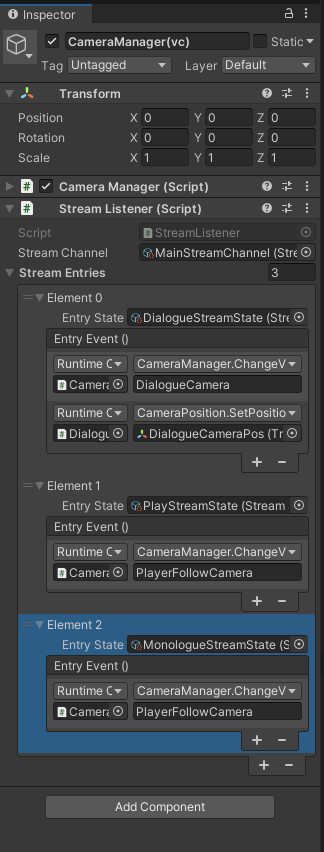 Inspector
CameraManager(vc) Static
Tag Untagged Layer Default
Transform
Position X 0 Y 0 Z 0
Rotation X 0 Y 0 Z 0
Scale X 1 Y 1 Z 1
# Camera Manager (Script)
# Stream Listener (Script)
Script # StreamListener
Stream Channel MainStreamChannel (Stre
Stream Entries 3
Element 0
Entry State DialogueStreamState (Stre
Entry Event ()
Runtime C CameraManager.ChangeV
# Camera DialogueCamera
Runtime C CameraPosition.SetPositio
# Dialogu DialogueCameraPos (Tr
+ −
Element 1
Entry State PlayStreamState (Stream
Entry Event ()
Runtime C CameraManager.ChangeV
# Camera PlayerFollowCamera
+ −
Element 2
Entry State MonologueStreamState (S
Entry Event ()
Runtime C CameraManager.ChangeV
# Camera PlayerFollowCamera
+ −
+ −
Add Component